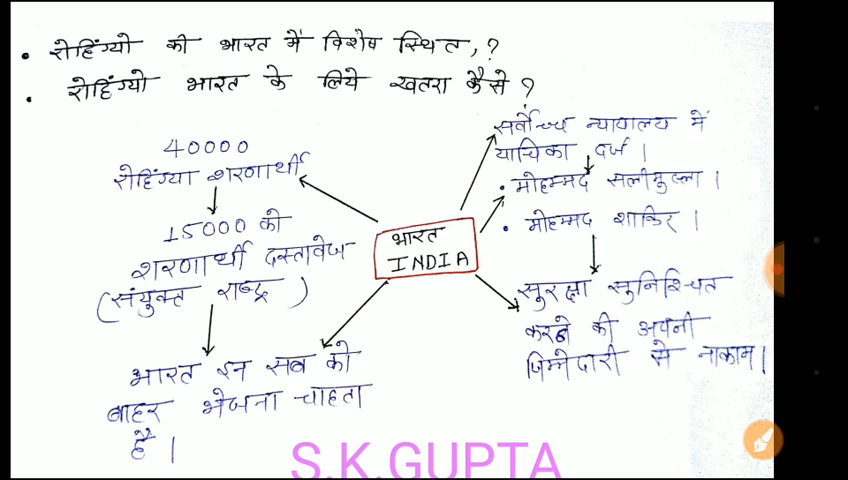 • रोहिंग्यो की भारत में विशेष स्थित,?
• रोहिंग्यो भारत के लिये खतरा कैसे ?
40000
रोहिंग्या शरणार्थी
15000 को
शरणार्थी दस्तावेज
(संयुक्त राष्ट्र )
भारत इन सब को
बाहर भेजना चाहता
है |
भारत
INDIA
सर्वोच्च न्यायालय में
याचिका दर्ज |
• मोहम्मद सलीमुल्ला |
• मोहम्मद शाकिर |
सुरक्षा सुनिश्चित
करने की अपनी
जिम्मेदारी से नाकाम |
S.K.GUPTA